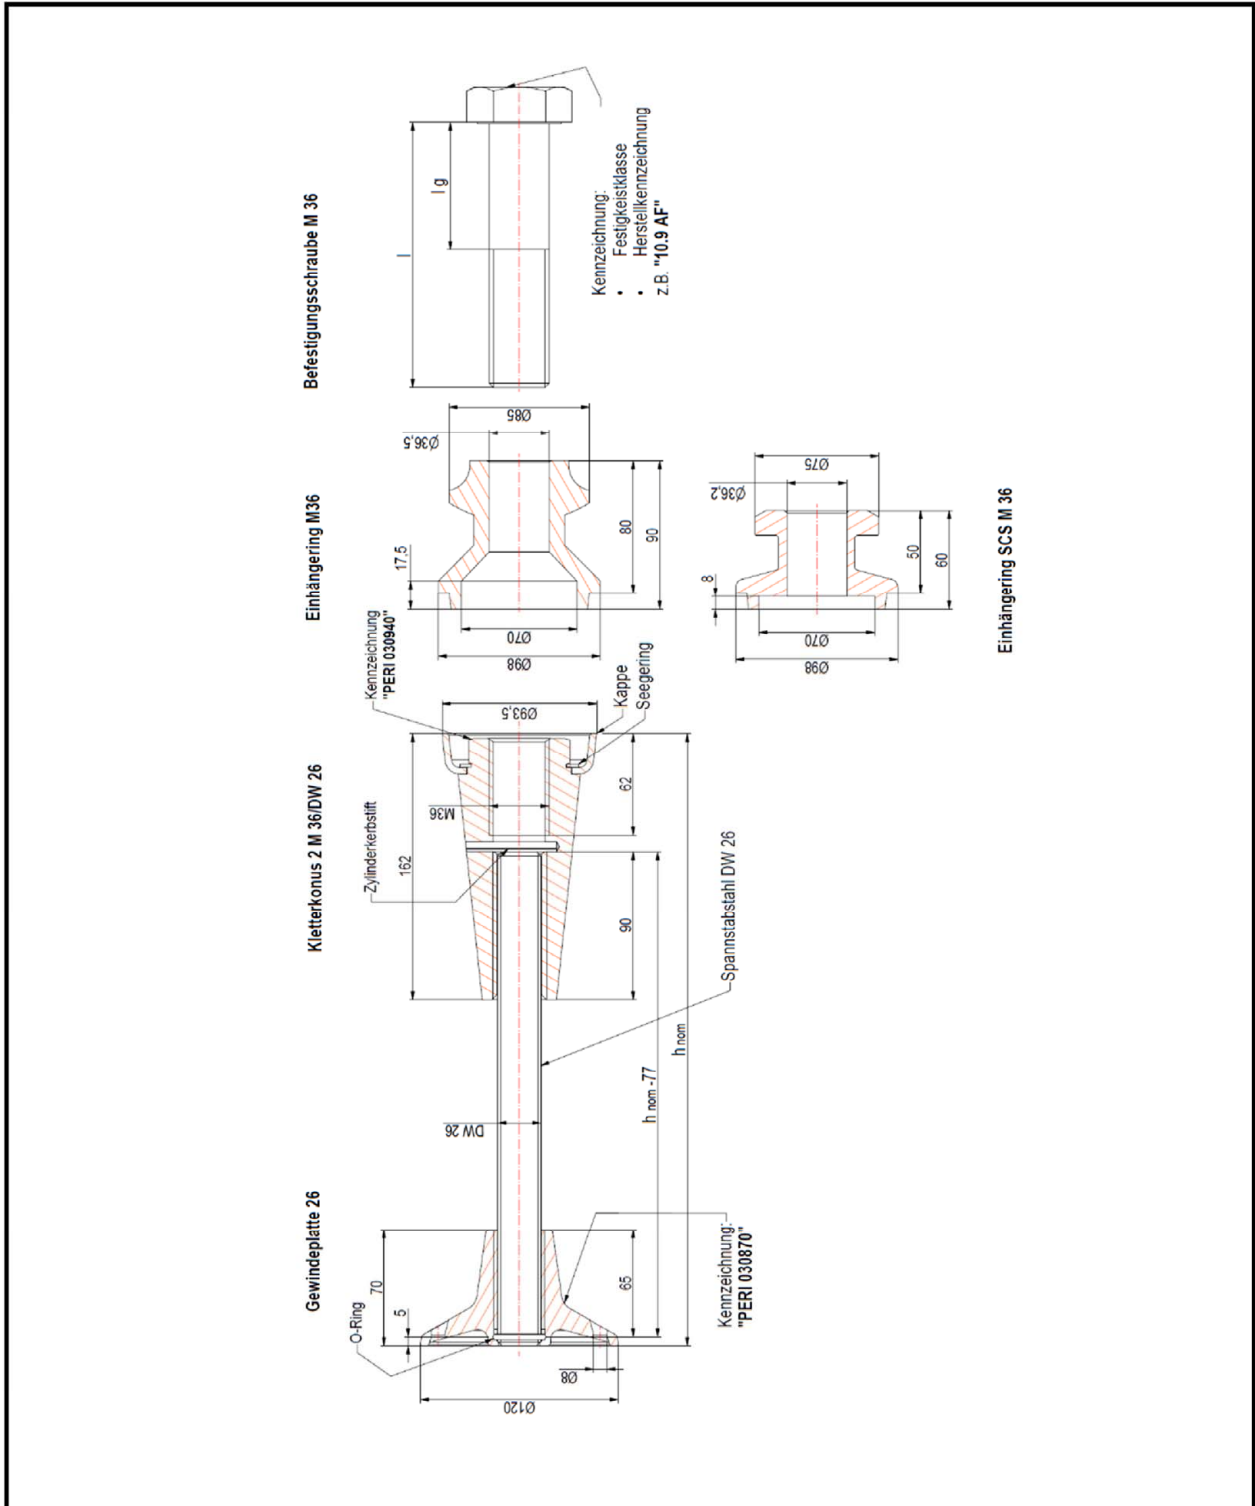 Gewindeplatte 26
O-Ring
5
70
Ø120
Ø8
65
Kennzeichnung:
"PERI 030870"
DW 26
h nom -77
h nom
Spannstabstahl DW 26
Kletterkonus 2 M 36/DW 26
162
Zylinderkerbstift
M36
90
62
Kennzeichnung
"PERI 030940"
Ø93,5
Kappe
Seegering
Einhängering M36
17,5
Ø98
Ø70
Ø36,5
Ø85
80
90
Befestigungsschraube M 36
l
l g
Kennzeichnung:
• Festigkeistklasse
• Herstellkennzeichnung
z.B. "10.9 AF"
8
Ø98
Ø70
Ø36,2
Ø75
50
60
Einhängering SCS M 36